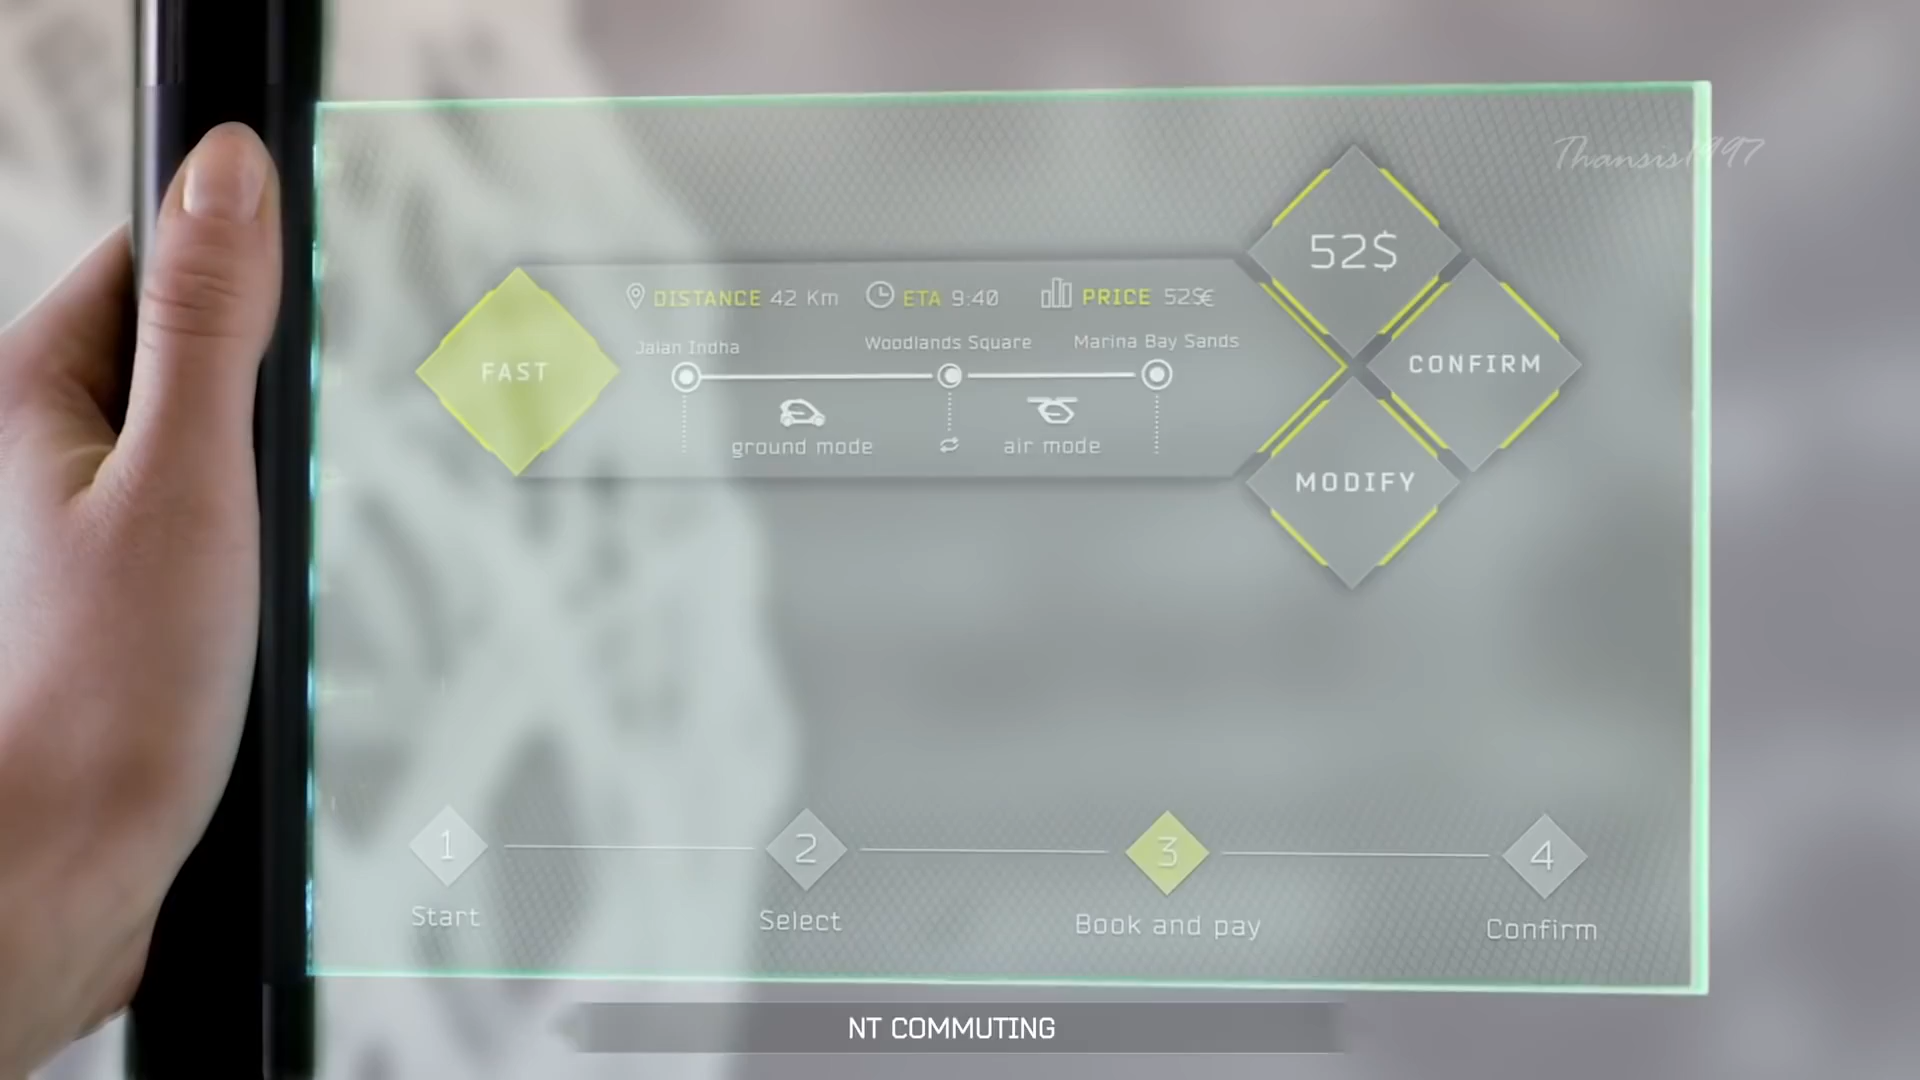 Thansis1997
52$
DISTANCE 42 Km ETA 9:40 PRICE 52$€
Jalan Indha Woodlands Square Marina Bay Sands
FAST
CONFIRM
ground mode air mode
MODIFY
1 2 3 4
Start Select Book and pay Confirm
NT COMMUTING